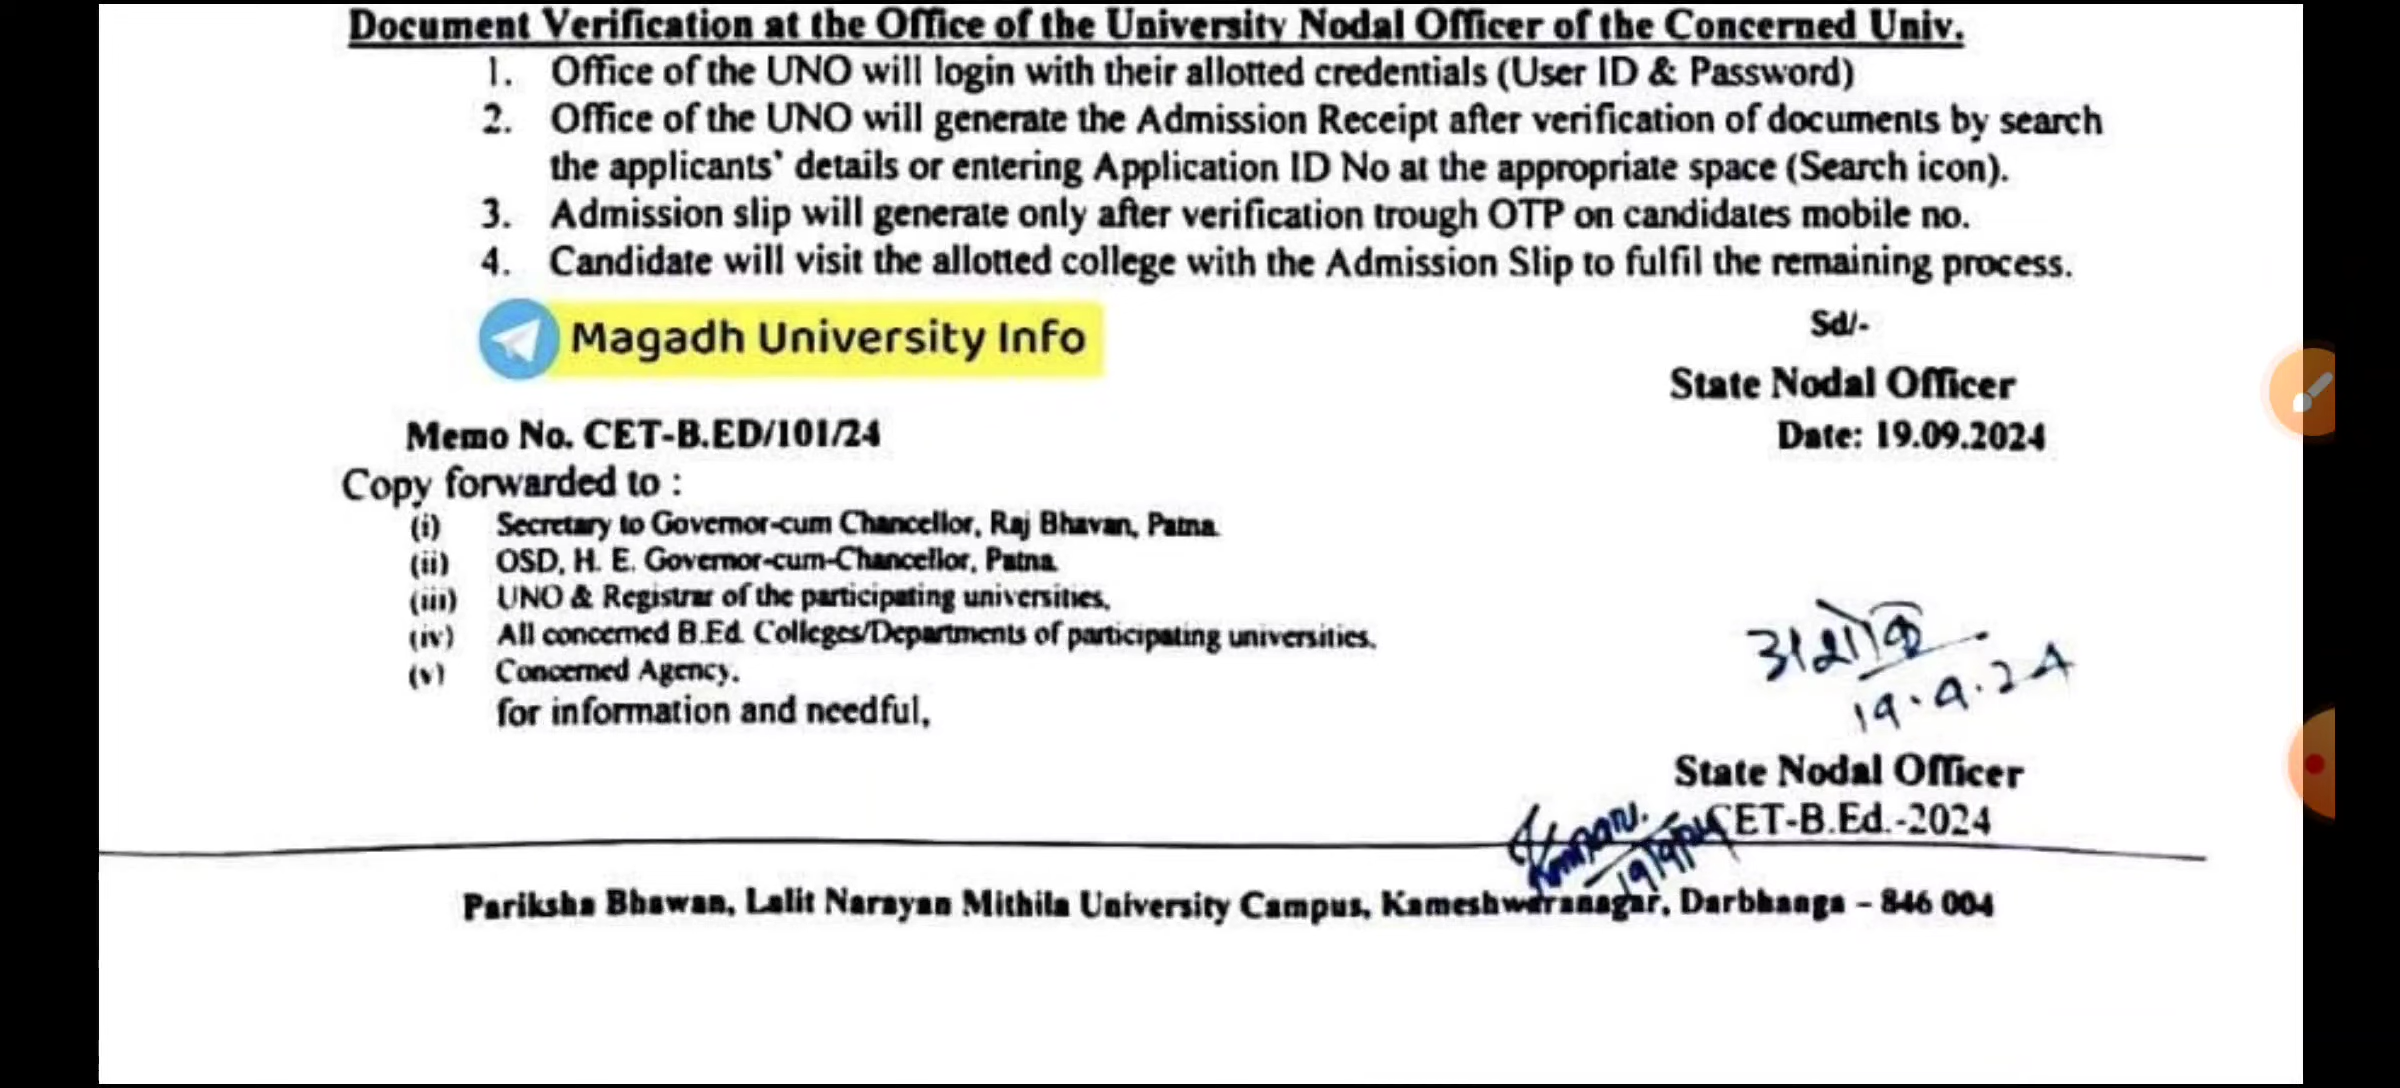 Document Verification at the Office of the University Nodal Officer of the Concerned Univ.
1. Office of the UNO will login with their allotted credentials (User ID & Password)
2. Office of the UNO will generate the Admission Receipt after verification of documents by search
the applicants' details or entering Application ID No at the appropriate space (Search icon).
3. Admission slip will generate only after verification trough OTP on candidates mobile no.
4. Candidate will visit the allotted college with the Admission Slip to fulfil the remaining process.
Magadh University Info
Sd/-
State Nodal Officer
Memo No. CET-B.ED/101/24
Date: 19.09.2024
Copy forwarded to :
(i) Secretary to Governor-cum Chancellor, Raj Bhavan, Patna
(ii) OSD, H. E. Governor-cum-Chancellor, Patna
(iii) UNO & Registrar of the participating universities,
(iv) All concerned B.Ed. Colleges/Departments of participating universities.
(v) Concerned Agency.
for information and needful,
अशोक
19.9.24
State Nodal Officer
CET-B.Ed.-2024
19/9/24
Pariksha Bhawan, Lalit Narayan Mithila University Campus, Kameshwaranagar, Darbhanga – 846 004